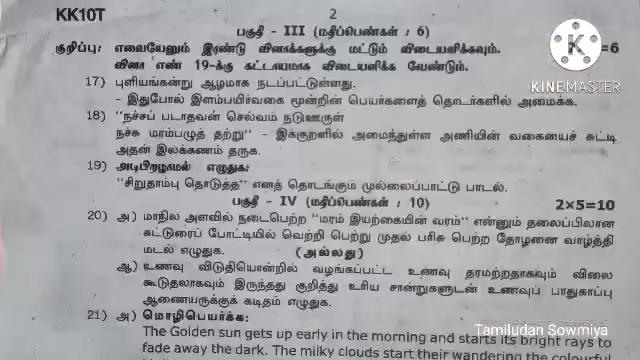 KK10T
2
பகுதி - III (மதிப்பெண்கள் : 6)
குறிப்பு: எவையேனும் இரண்டு வினாக்களுக்கு மட்டும் விடையளிக்கவும். =6
வினா எண் 19-க்கு கட்டாயமாக விடையளிக்க வேண்டும்.
KINEMASTER
17) புளியங்கன்று ஆழமாக நடப்பட்டுள்ளது.
- இதுபோல் இளம்பயிர்வகை மூன்றின் பெயர்களைத் தொடர்களில் அமைக்க.
18) "நச்சப் படாதவன் செல்வம் நடுஊருள்
நச்சு மரம்பழுத் தற்று" - இக்குறளில் அமைந்துள்ள அணியின் வகையைச் சுட்டி
அதன் இலக்கணம் தருக.
19) அடிபிறழாமல் எழுதுக:
"சிறுதாம்பு தொடுத்த" எனத் தொடங்கும் முல்லைப்பாட்டு பாடல்.
பகுதி - IV (மதிப்பெண்கள் : 10) 2×5=10
20) அ) மாநில அளவில் நடைபெற்ற "மரம் இயற்கையின் வரம்" என்னும் தலைப்பிலான
கட்டுரைப் போட்டியில் வெற்றி பெற்று முதல் பரிசு பெற்ற தோழனை வாழ்த்தி
மடல் எழுதுக. (அல்லது)
ஆ) உணவு விடுதியொன்றில் வழங்கப்பட்ட உணவு தரமற்றதாகவும் விலை
கூடுதலாகவும் இருந்தது குறித்து உரிய சான்றுகளுடன் உணவுப் பாதுகாப்பு
ஆணையருக்குக் கடிதம் எழுதுக.
21) அ) மொழிபெயர்க்க:
Tamiludan Sowmiya
The Golden sun gets up early in the morning and starts its bright rays to
fade away the dark. The milky clouds start their wandering the colourful